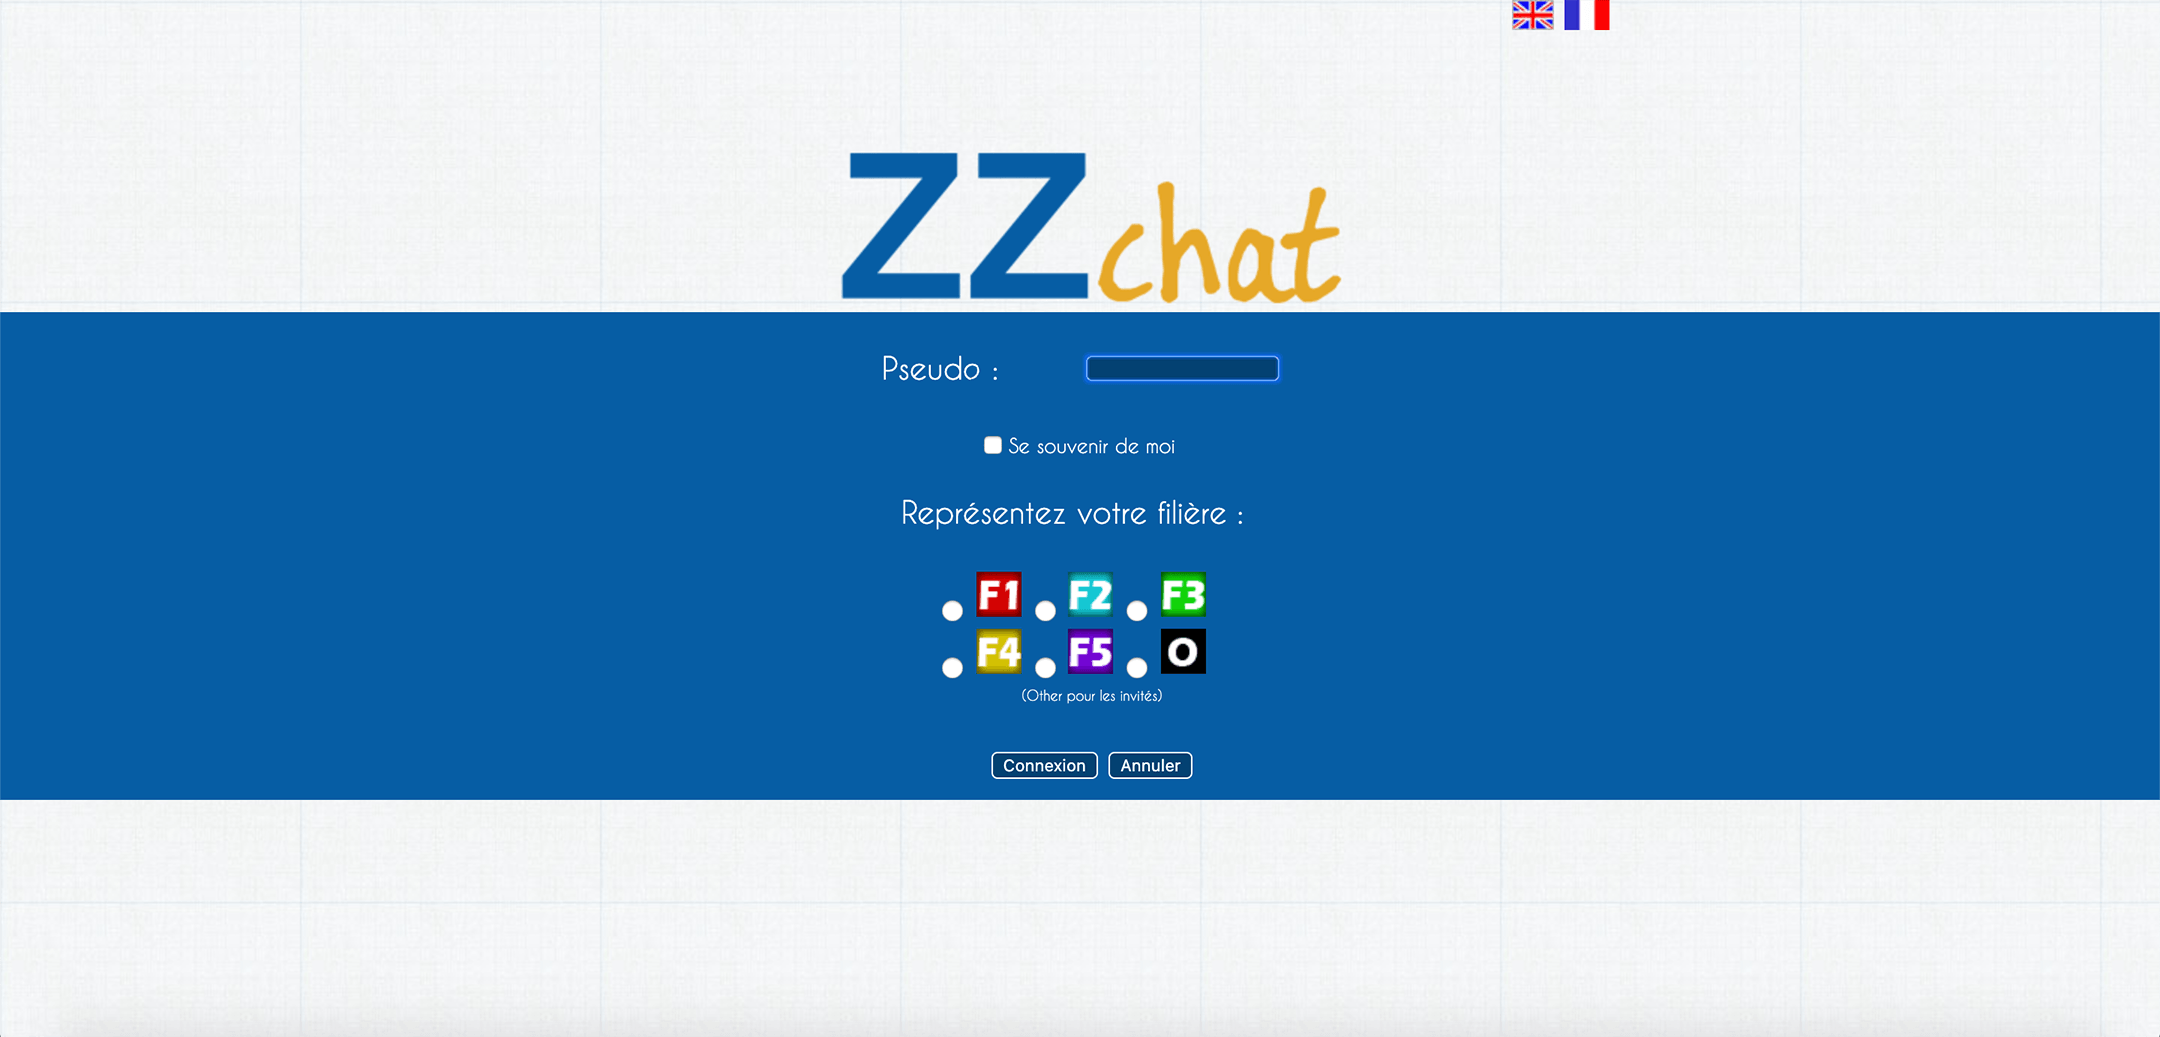 ZZchat
Pseudo :
Se souvenir de moi
Représentez votre filière :
F1 F2 F3
F4 F5 O
(Other pour les invités)
Connexion Annuler